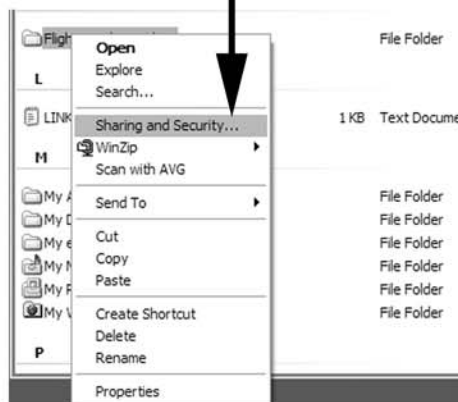 Fligh File Folder
Open
Explore
L
Search...
LINK 1 KB Text Docume
Sharing and Security...
M
WinZip
Scan with AVG
My A File Folder
Send To
My D File Folder
My e File Folder
Cut
My M File Folder
Copy
My P File Folder
Paste
My V File Folder
Create Shortcut
Delete
P
Rename
Properties